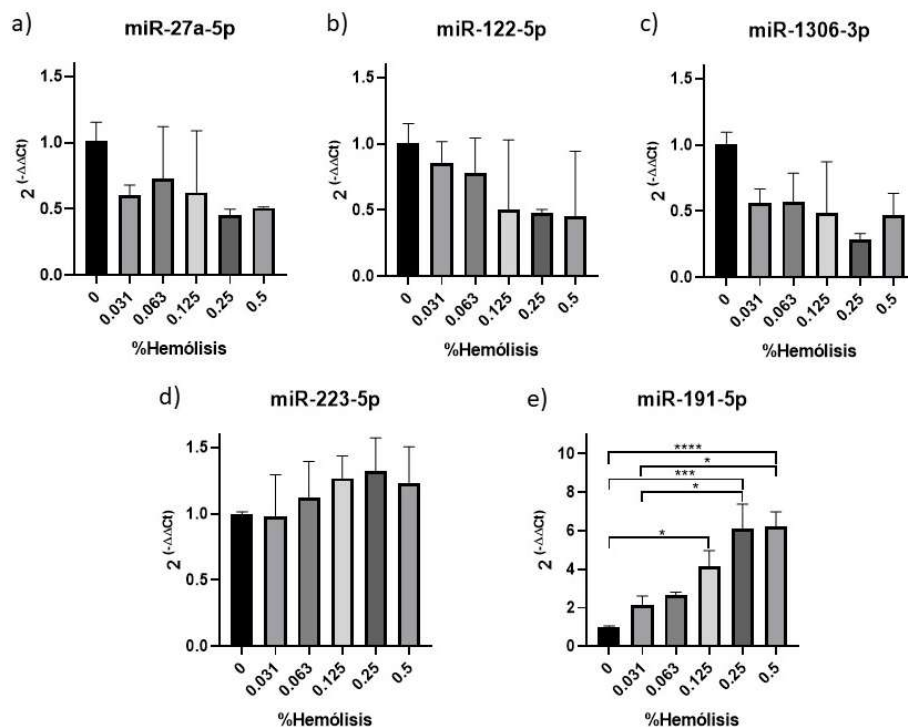 a)
miR-27a-5p
1.5
1.0
0.5
0.0
2^(-ΔΔCt)
0
0.031
0.063
0.125
0.25
0.5
%Hemólisis
b)
miR-122-5p
1.5
1.0
0.5
0.0
2^(-ΔΔCt)
0
0.031
0.063
0.125
0.25
0.5
%Hemólisis
c)
miR-1306-3p
1.5
1.0
0.5
0.0
2^(-ΔΔCt)
0
0.031
0.063
0.125
0.25
0.5
%Hemólisis
d)
miR-223-5p
1.5
1.0
0.5
0.0
2^(-ΔΔCt)
0
0.031
0.063
0.125
0.25
0.5
%Hemólisis
e)
miR-191-5p
10
8
6
4
2
0
2^(-ΔΔCt)
****
*
***
*
*
0
0.031
0.063
0.125
0.25
0.5
%Hemólisis